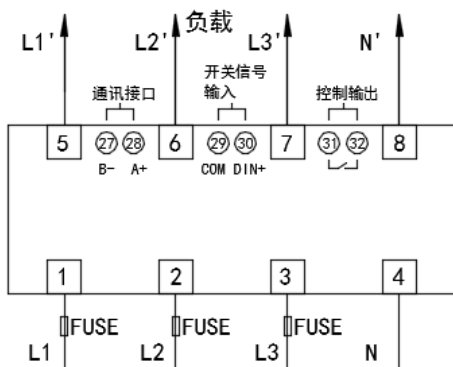 负载
L1' L2' L3' N'
通讯接口 开关信号输入 控制输出
5 27 28 6 29 30 7 31 32 8
B- A+ COM DIN+
1 2 3 4
FUSE FUSE FUSE
L1 L2 L3 N